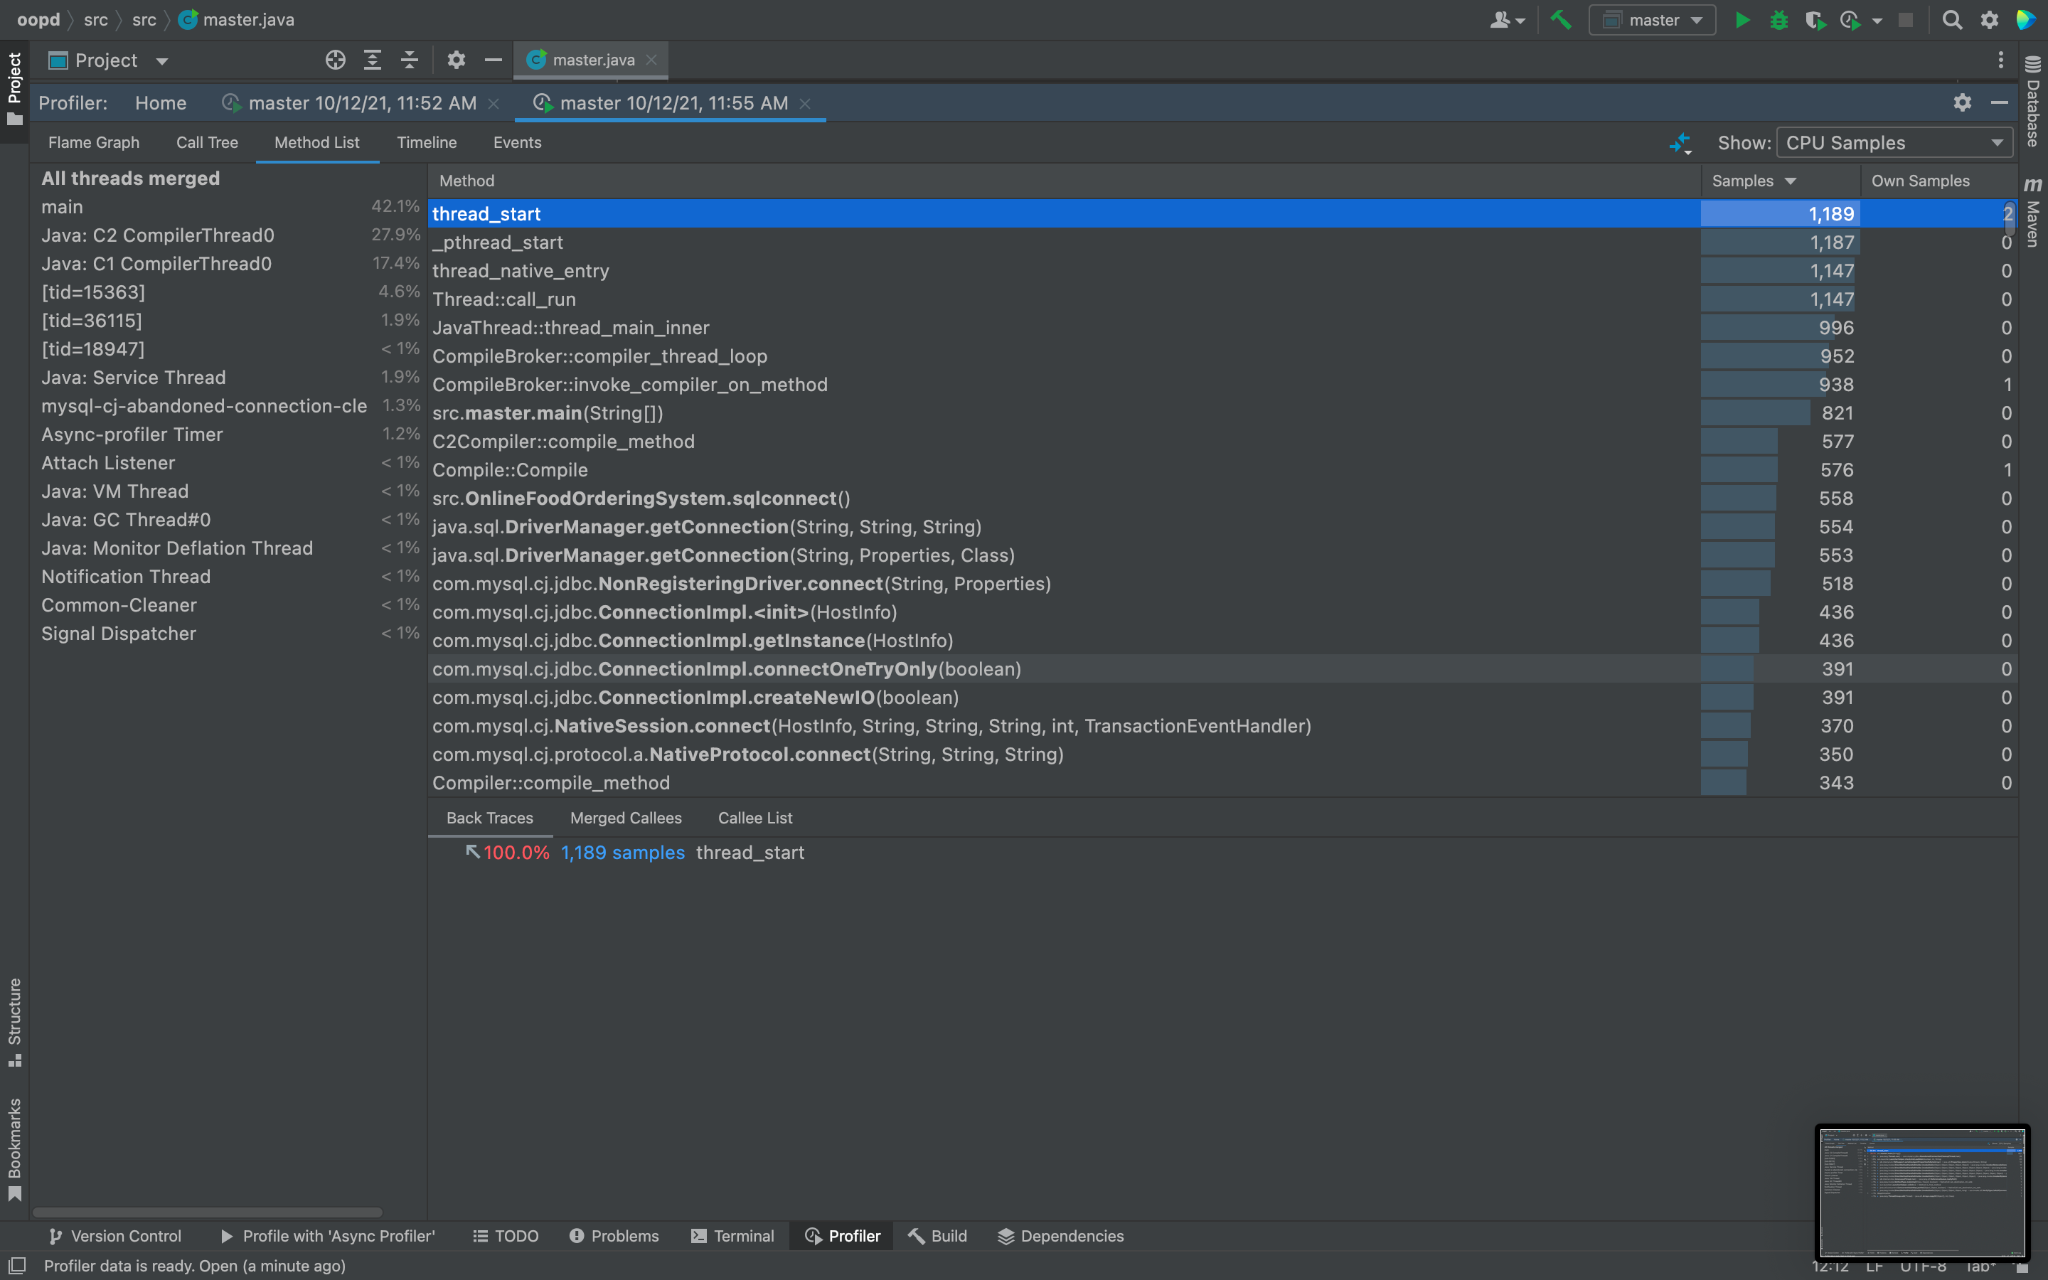 oopd src src master.java
master
Project
master.java
Profiler: Home master 10/12/21, 11:52 AM master 10/12/21, 11:55 AM
Flame Graph Call Tree Method List Timeline Events Show: CPU Samples
All threads merged
main 42.1%
Java: C2 CompilerThread0 27.9%
Java: C1 CompilerThread0 17.4%
[tid=15363] 4.6%
[tid=36115] 1.9%
[tid=18947] < 1%
Java: Service Thread 1.9%
mysql-cj-abandoned-connection-cle 1.3%
Async-profiler Timer 1.2%
Attach Listener < 1%
Java: VM Thread < 1%
Java: GC Thread#0 < 1%
Java: Monitor Deflation Thread < 1%
Notification Thread < 1%
Common-Cleaner < 1%
Signal Dispatcher < 1%
Method Samples Own Samples
thread_start 1,189 2
_pthread_start 1,187 0
thread_native_entry 1,147 0
Thread::call_run 1,147 0
JavaThread::thread_main_inner 996 0
CompileBroker::compiler_thread_loop 952 0
CompileBroker::invoke_compiler_on_method 938 1
src.master.main(String[]) 821 0
C2Compiler::compile_method 577 0
Compile::Compile 576 1
src.OnlineFoodOrderingSystem.sqlconnect() 558 0
java.sql.DriverManager.getConnection(String, String, String) 554 0
java.sql.DriverManager.getConnection(String, Properties, Class) 553 0
com.mysql.cj.jdbc.NonRegisteringDriver.connect(String, Properties) 518 0
com.mysql.cj.jdbc.ConnectionImpl.<init>(HostInfo) 436 0
com.mysql.cj.jdbc.ConnectionImpl.getInstance(HostInfo) 436 0
com.mysql.cj.jdbc.ConnectionImpl.connectOneTryOnly(boolean) 391 0
com.mysql.cj.jdbc.ConnectionImpl.createNewIO(boolean) 391 0
com.mysql.cj.NativeSession.connect(HostInfo, String, String, String, int, TransactionEventHandler) 370 0
com.mysql.cj.protocol.a.NativeProtocol.connect(String, String, String) 350 0
Compiler::compile_method 343 0
Back Traces Merged Callees Callee List
100.0% 1,189 samples thread_start
Project
Structure
Bookmarks
Database
m Maven
Version Control Profile with 'Async Profiler' TODO Problems Terminal Profiler Build Dependencies
Profiler data is ready. Open (a minute ago) 12:12 LF UTF-8 Tab*